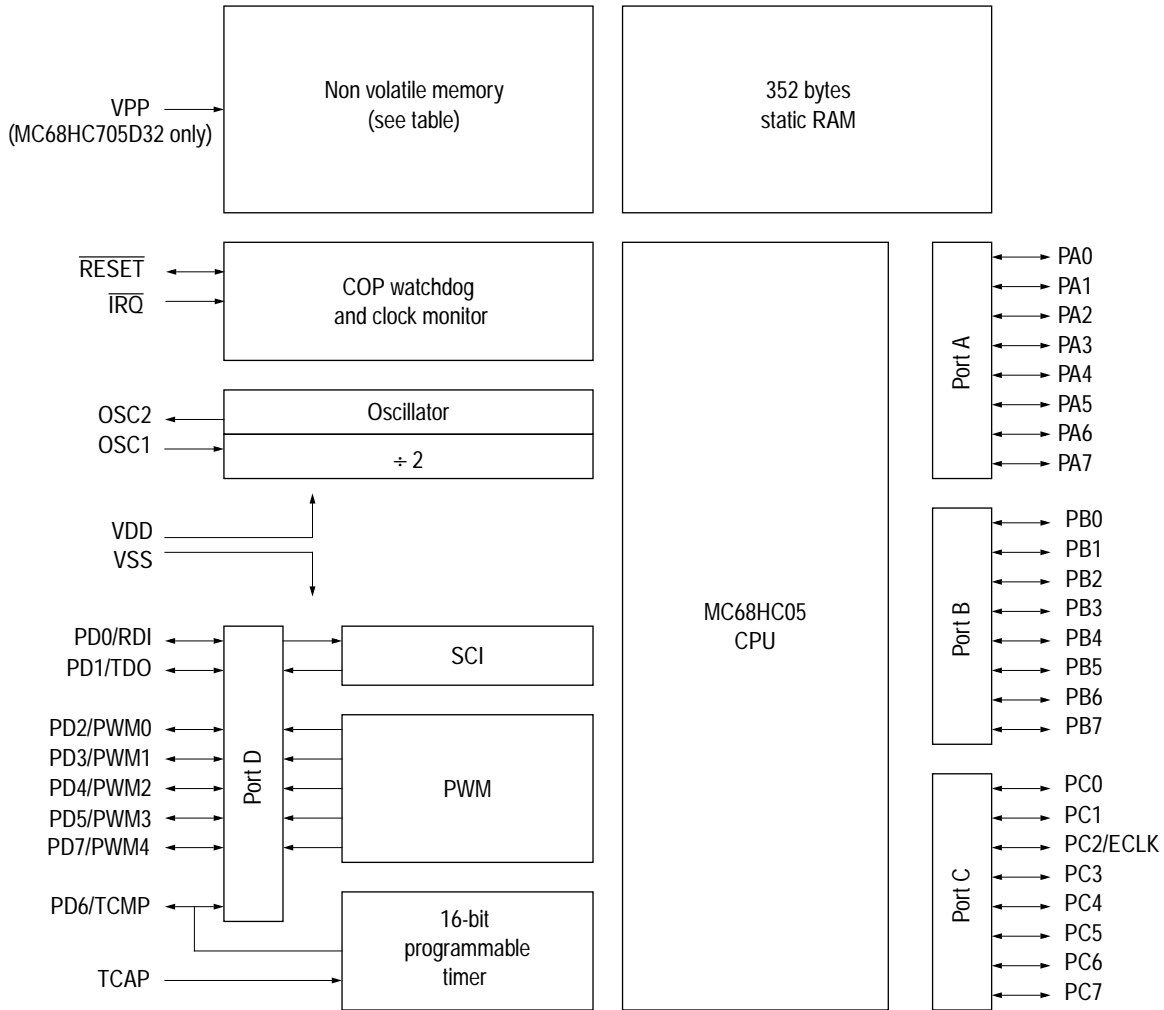 Non volatile memory
(see table)
352 bytes
static RAM
VPP
(MC68HC705D32 only)
RESET
IRQ
COP watchdog
and clock monitor
OSC2
OSC1
Oscillator
÷ 2
VDD
VSS
PD0/RDI
PD1/TDO
PD2/PWM0
PD3/PWM1
PD4/PWM2
PD5/PWM3
PD7/PWM4
PD6/TCMP
TCAP
Port D
SCI
PWM
16-bit
programmable
timer
MC68HC05
CPU
Port A
PA0
PA1
PA2
PA3
PA4
PA5
PA6
PA7
Port B
PB0
PB1
PB2
PB3
PB4
PB5
PB6
PB7
Port C
PC0
PC1
PC2/ECLK
PC3
PC4
PC5
PC6
PC7